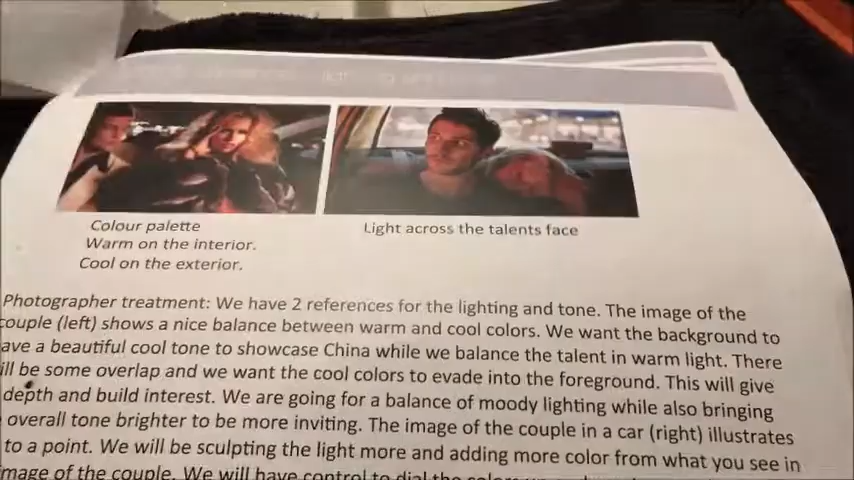 Colour palette
Warm on the interior.
Cool on the exterior.
Light across the talents face
Photographer treatment: We have 2 references for the lighting and tone. The image of the
couple (left) shows a nice balance between warm and cool colors. We want the background to
ave a beautiful cool tone to showcase China while we balance the talent in warm light. There
ill be some overlap and we want the cool colors to evade into the foreground. This will give
depth and build interest. We are going for a balance of moody lighting while also bringing
overall tone brighter to be more inviting. The image of the couple in a car (right) illustrates
to a point. We will be sculpting the light more and adding more color from what you see in
image of the couple. We will have control to dial the colors